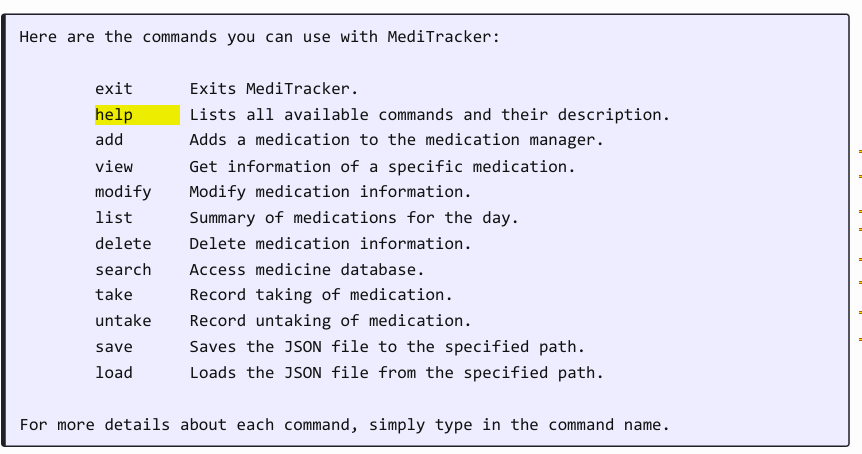 Here are the commands you can use with MediTracker:
exit Exits MediTracker.
help Lists all available commands and their description.
add Adds a medication to the medication manager.
view Get information of a specific medication.
modify Modify medication information.
list Summary of medications for the day.
delete Delete medication information.
search Access medicine database.
take Record taking of medication.
untake Record untaking of medication.
save Saves the JSON file to the specified path.
load Loads the JSON file from the specified path.
For more details about each command, simply type in the command name.